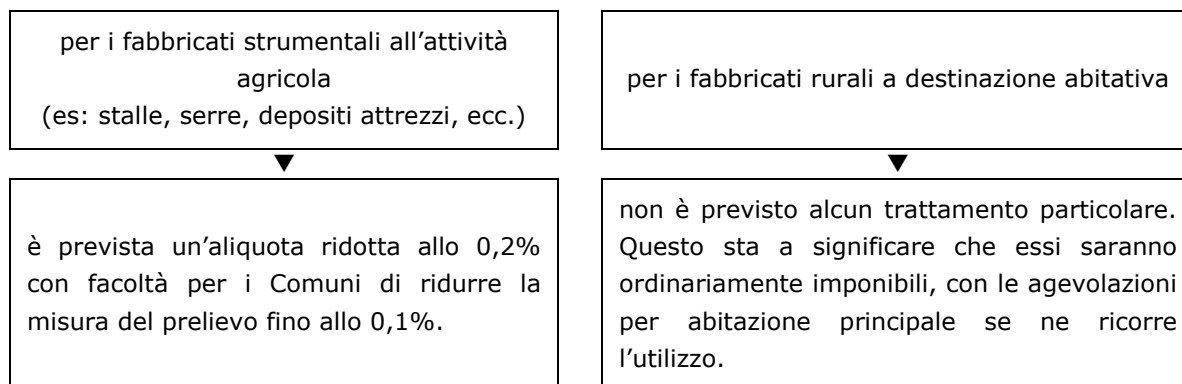 per i fabbricati strumentali all'attività
agricola
(es: stalle, serre, depositi attrezzi, ecc.)
per i fabbricati rurali a destinazione abitativa
è prevista un'aliquota ridotta allo 0,2%
con facoltà per i Comuni di ridurre la
misura del prelievo fino allo 0,1%.
non è previsto alcun trattamento particolare.
Questo sta a significare che essi saranno
ordinariamente imponibili, con le agevolazioni
per abitazione principale se ne ricorre
l'utilizzo.